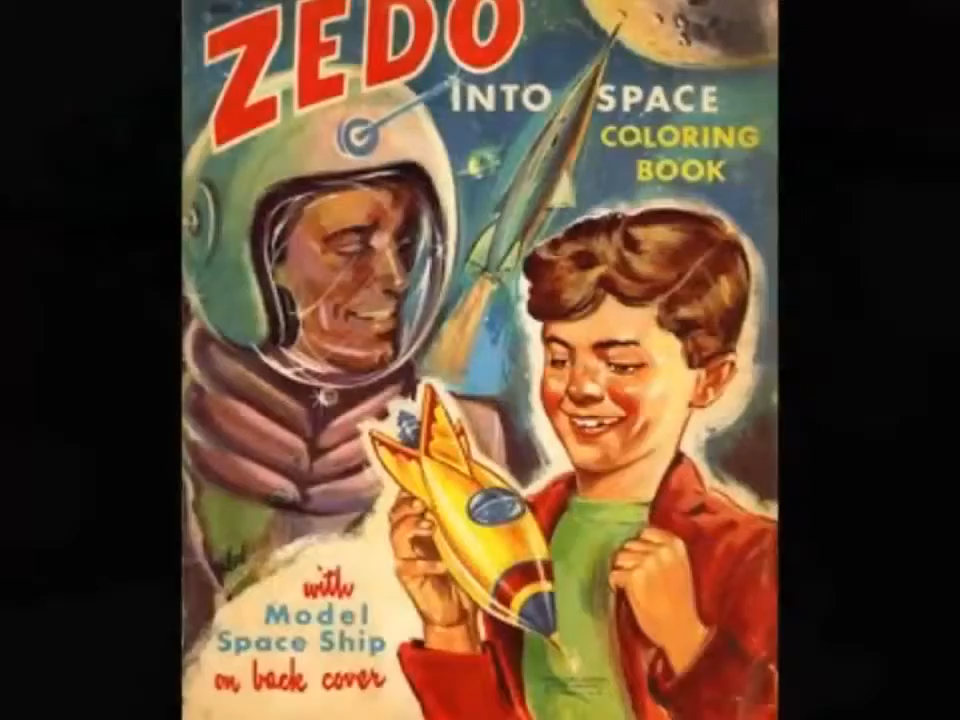 ZEDO
INTO SPACE
COLORING
BOOK
with
Model
Space Ship
on back cover